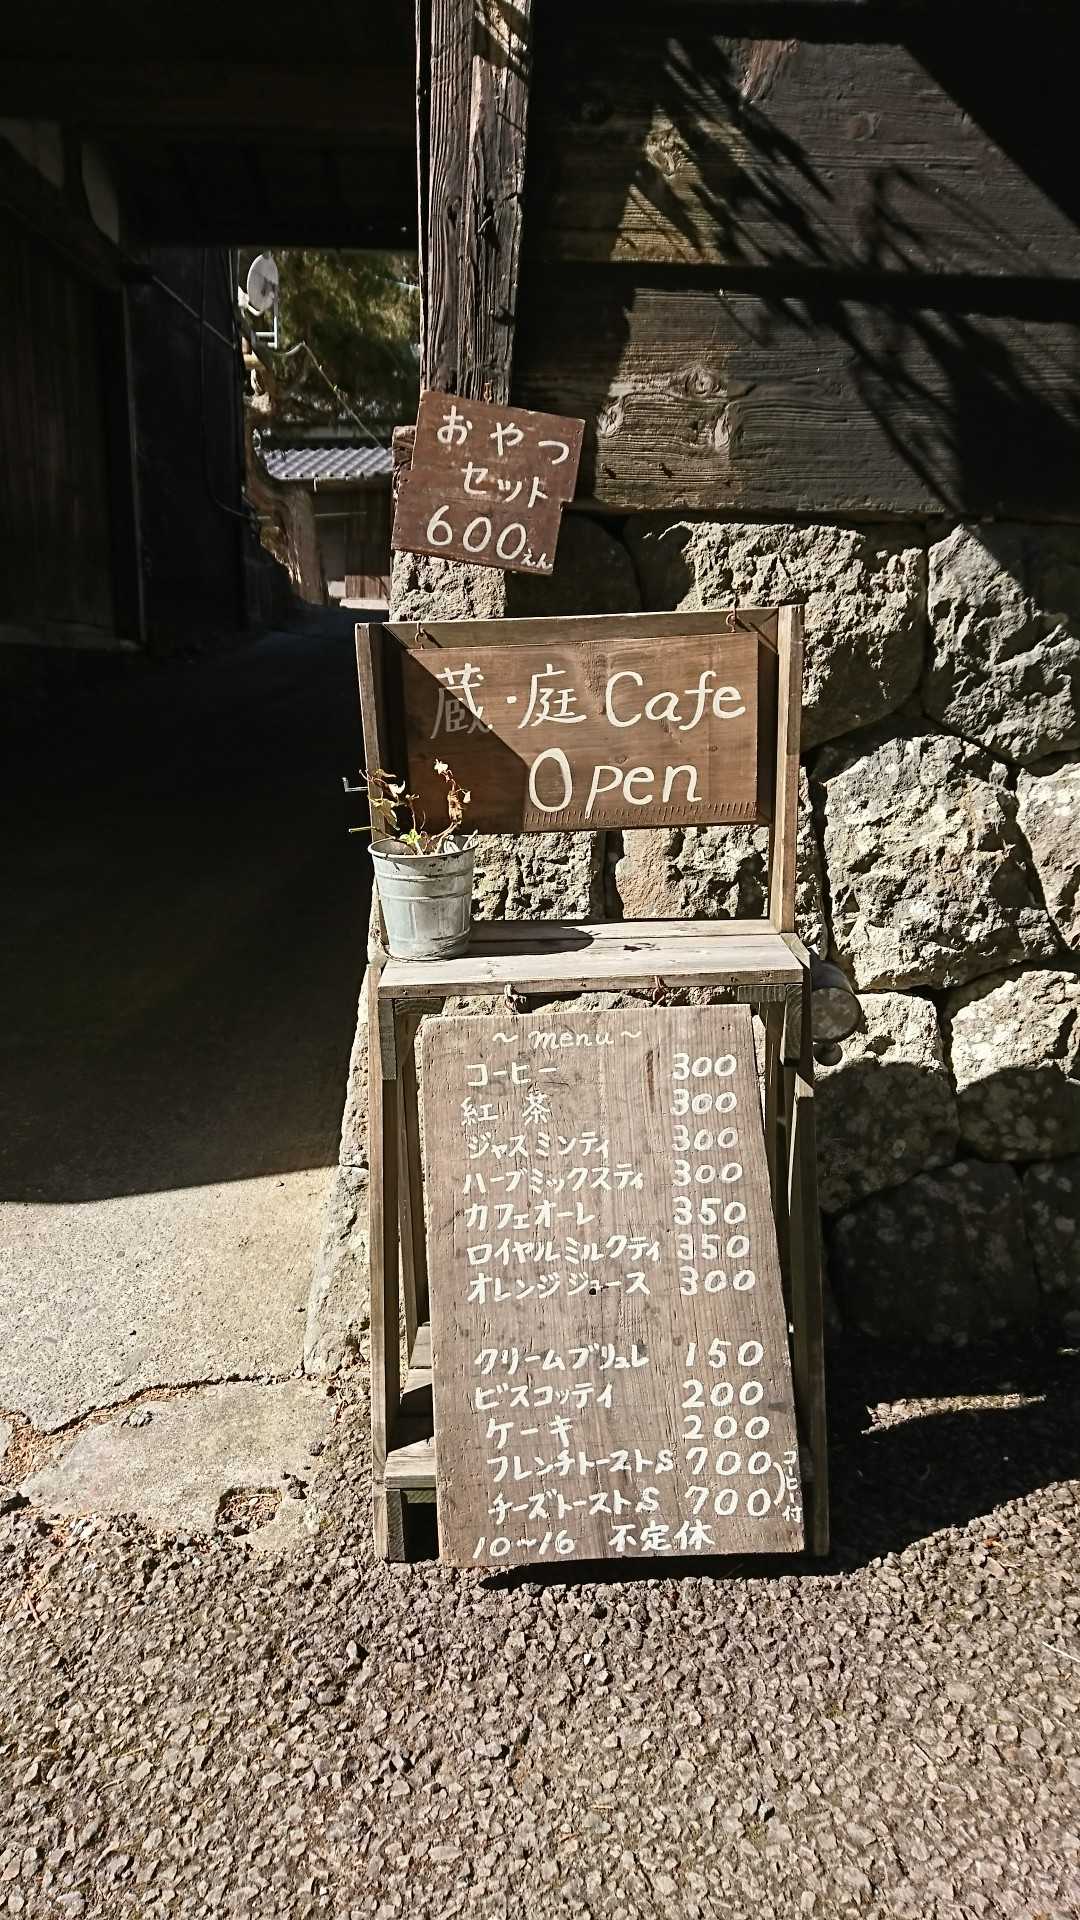 おやつ
セット
600えん
蔵・庭 Cafe
Open
~ menu ~
コーヒー 300
紅茶 300
ジャスミンティ 300
ハーブミックスティ 300
カフェオーレ 350
ロイヤルミルクティ 350
オレンジジュース 300
クリームブリュレ 150
ビスコッティ 200
ケーキ 200
フレンチトーストS 700
チーズトーストS 700
コーヒー付
10~16 不定休